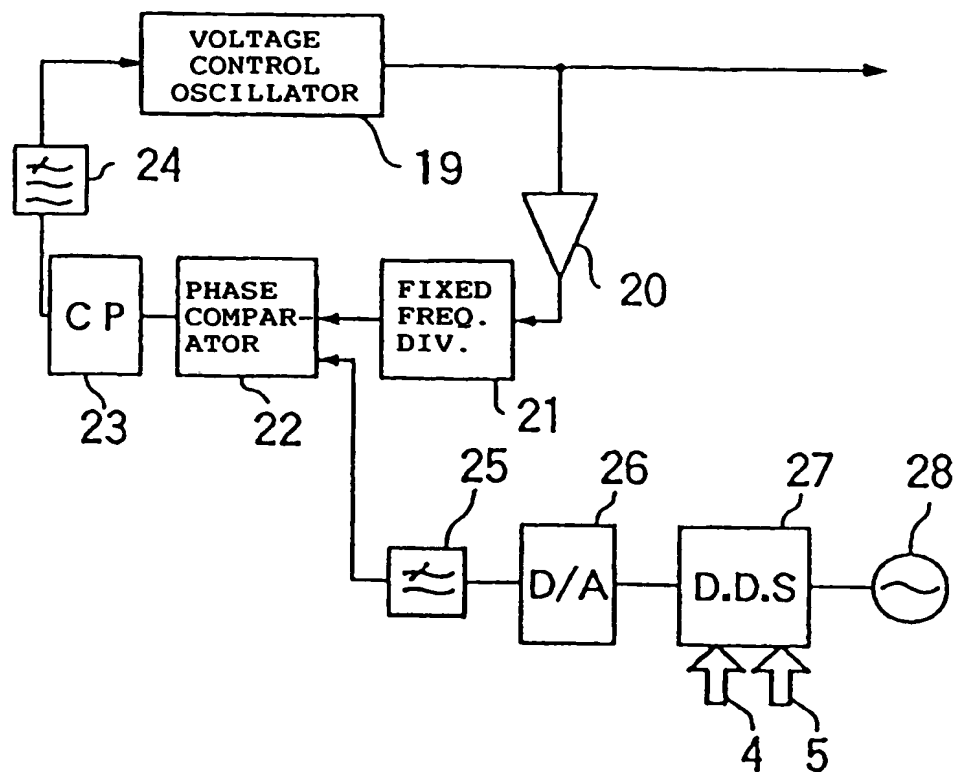 VOLTAGE
CONTROL
OSCILLATOR
19
24
20
CP
PHASE
COMPAR-
ATOR
FIXED
FREQ.
DIV.
23
22
21
25
26
27
28
D/A
D.D.S
4
5